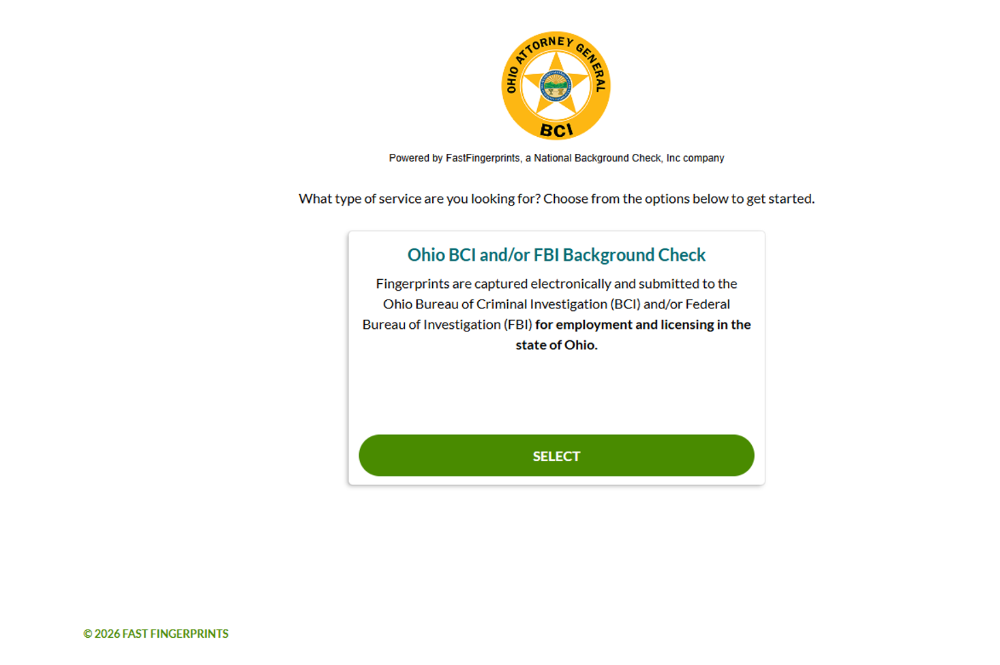 OHIO ATTORNEY GENERAL
BCI
Powered by FastFingerprints, a National Background Check, Inc company
What type of service are you looking for? Choose from the options below to get started.
Ohio BCI and/or FBI Background Check
Fingerprints are captured electronically and submitted to the
Ohio Bureau of Criminal Investigation (BCI) and/or Federal
Bureau of Investigation (FBI) for employment and licensing in the
state of Ohio.
SELECT
© 2026 FAST FINGERPRINTS